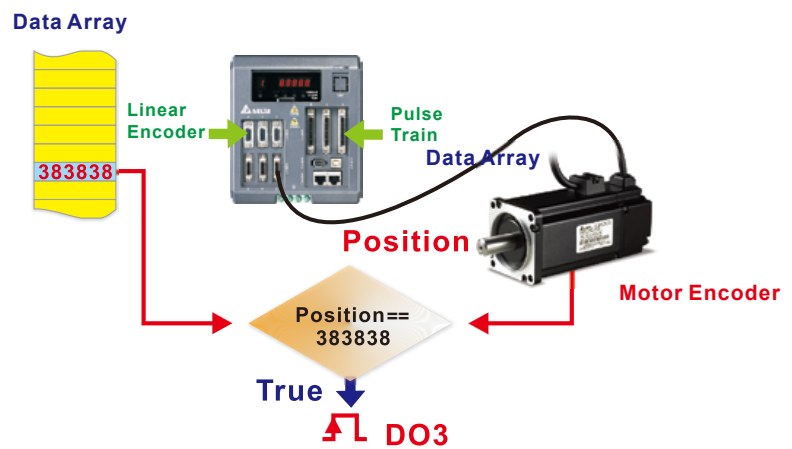 Data Array
Linear
Encoder
Pulse
Train
Data Array
383838
Position
Motor Encoder
Position==
383838
True
DO3